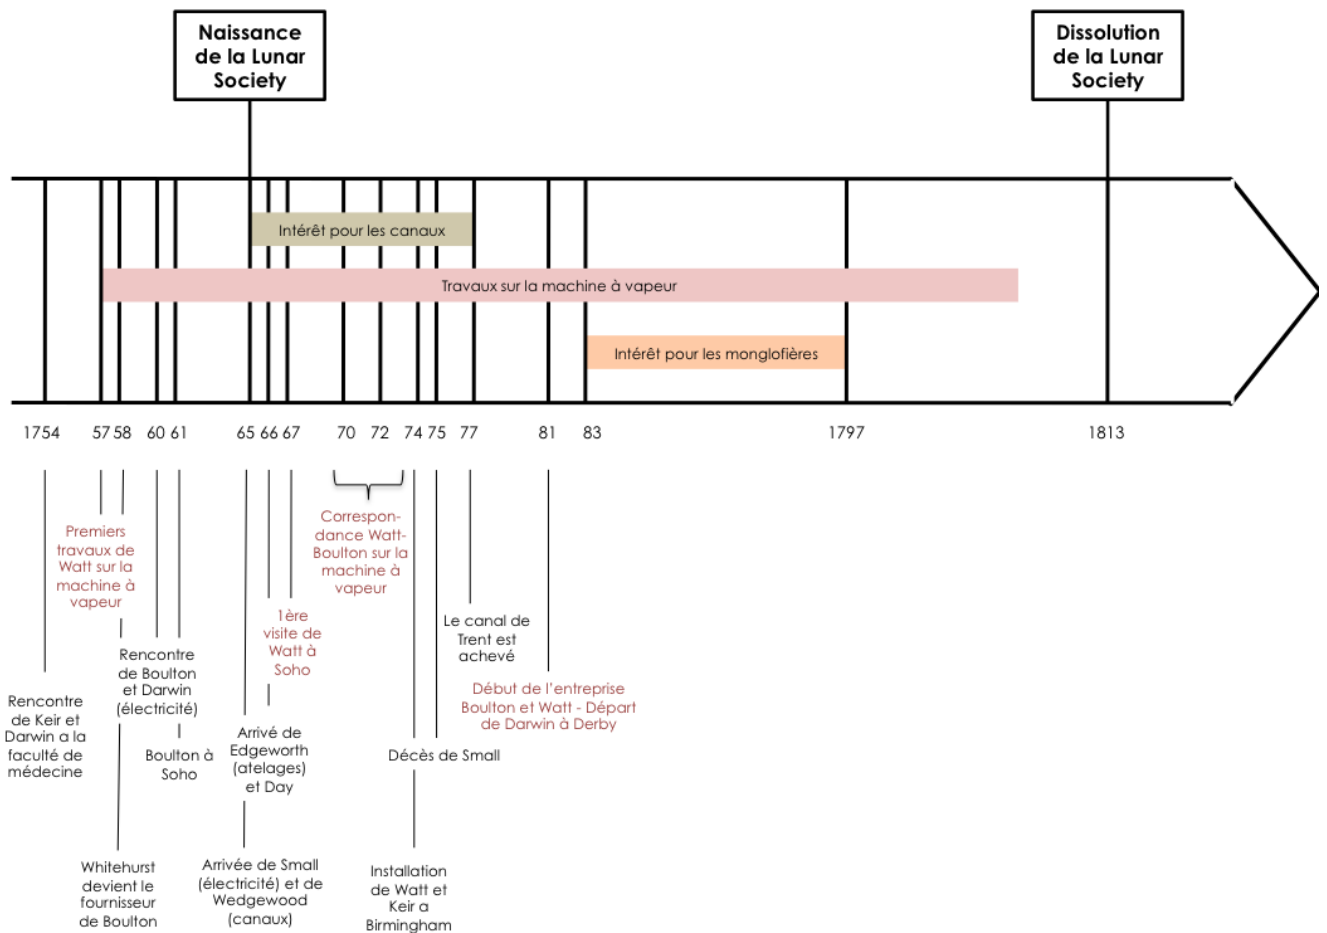 Naissance
de la Lunar
Society
Dissolution
de la Lunar
Society
Intérêt pour les canaux
Travaux sur la machine à vapeur
Intérêt pour les monglofières
1754 57 58 60 61 65 66 67 70 72 74 75 77 81 83 1797 1813
Premiers
travaux de
Watt sur la
machine à
vapeur
Correspon-
dance Watt-
Boulton sur la
machine à
vapeur
1ère
visite de
Watt à
Soho
Le canal de
Trent est
achevé
Rencontre
de Boulton
et Darwin
(électricité)
Début de l'entreprise
Boulton et Watt - Départ
de Darwin à Derby
Rencontre
de Keir et
Darwin a la
faculté de
médecine
Arrivé de
Edgeworth
(atelages)
et Day
Boulton à
Soho
Décès de Small
Whitehurst
devient le
fournisseur
de Boulton
Arrivée de Small
(électricité) et de
Wedgewood
(canaux)
Installation
de Watt et
Keir a
Birmingham